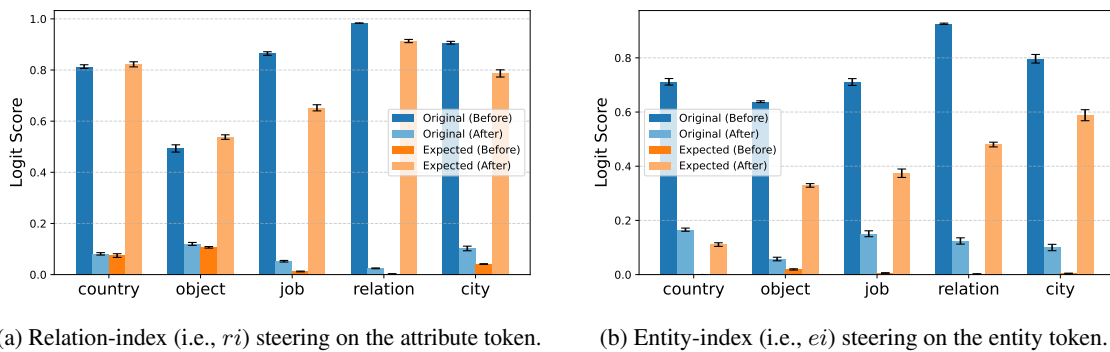 Logit Score
1.0
0.8
0.6
0.4
0.2
0.0
Original (Before)
Original (After)
Expected (Before)
Expected (After)
country object job relation city
(a) Relation-index (i.e., ri) steering on the attribute token.
Logit Score
0.8
0.6
0.4
0.2
0.0
Original (Before)
Original (After)
Expected (Before)
Expected (After)
country object job relation city
(b) Entity-index (i.e., ei) steering on the entity token.